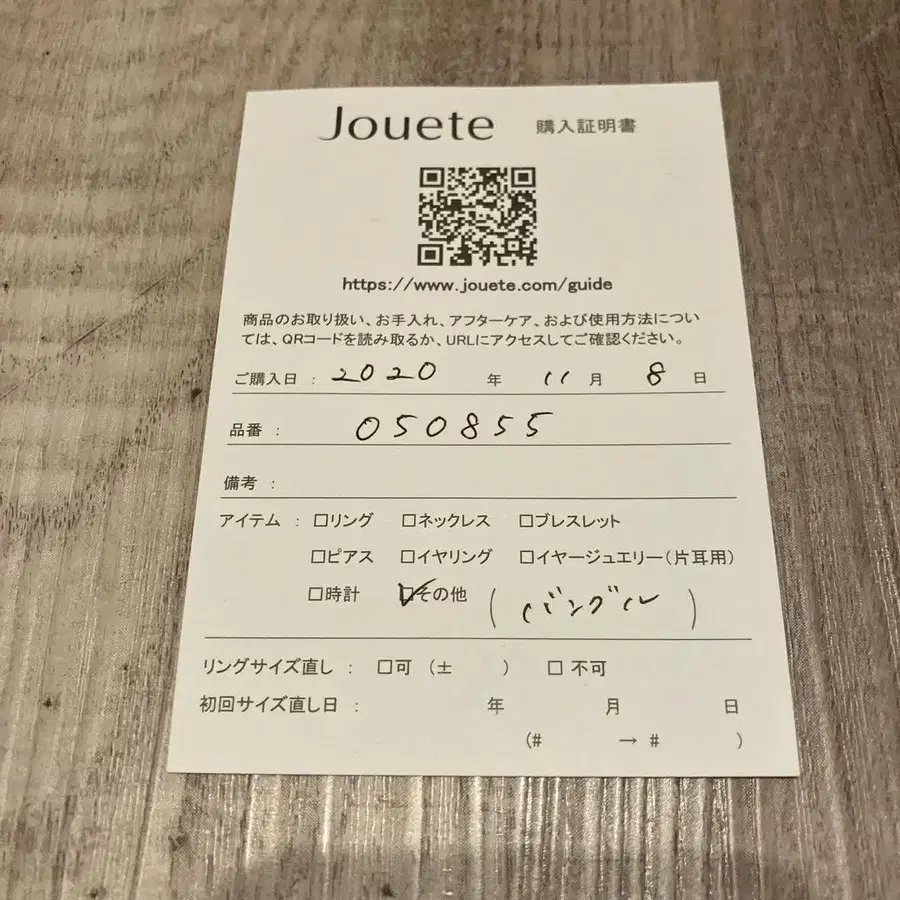 Jouete 購入証明書
https://www.jouete.com/guide
商品のお取り扱い、お手入れ、アフターケア、および使用方法につい
ては、QRコードを読み取るか、URLにアクセスしてご確認ください。
ご購入日 : 2020 年 11 月 8 日
品番 : 050855
備考 :
アイテム : □リング □ネックレス □ブレスレット
□ピアス □イヤリング □イヤージュエリー(片耳用)
□時計 ☑その他 (バングル)
リングサイズ直し : □可 (± ) □ 不可
初回サイズ直し日 : 年 月 日
(# → # )